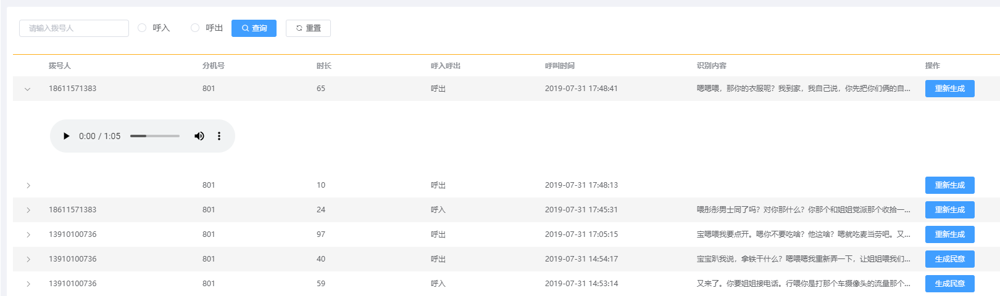 请输入拨号人 呼入 呼出 查询 重置
拨号人 分机号 时长 呼入呼出 呼叫时间 识别内容 操作
18611571383 801 65 呼出 2019-07-31 17:48:41 嗯嗯喂，那你的衣服呢？我到家，我自己说，你先把你们俩的自... 重新生成
0:00 / 1:05
801 10 呼出 2019-07-31 17:48:13 重新生成
18611571383 801 24 呼入 2019-07-31 17:45:31 喂彤彤男士同了吗？对你那什么？你那个和姐姐党派那个收拾一... 重新生成
13910100736 801 97 呼出 2019-07-31 17:05:15 宝嗯喂我要点开。嗯你不要吃啥？他这啥？嗯就吃麦当劳吧。又... 重新生成
13910100736 801 40 呼出 2019-07-31 14:54:17 宝宝趴我说，拿铁干什么？嗯喂嗯我重新弄一下，让姐姐喂我们... 生成民意
13910100736 801 59 呼入 2019-07-31 14:53:14 又来了。你要姐姐接电话。行喂你是打那个车摄像头的流量那个... 生成民意